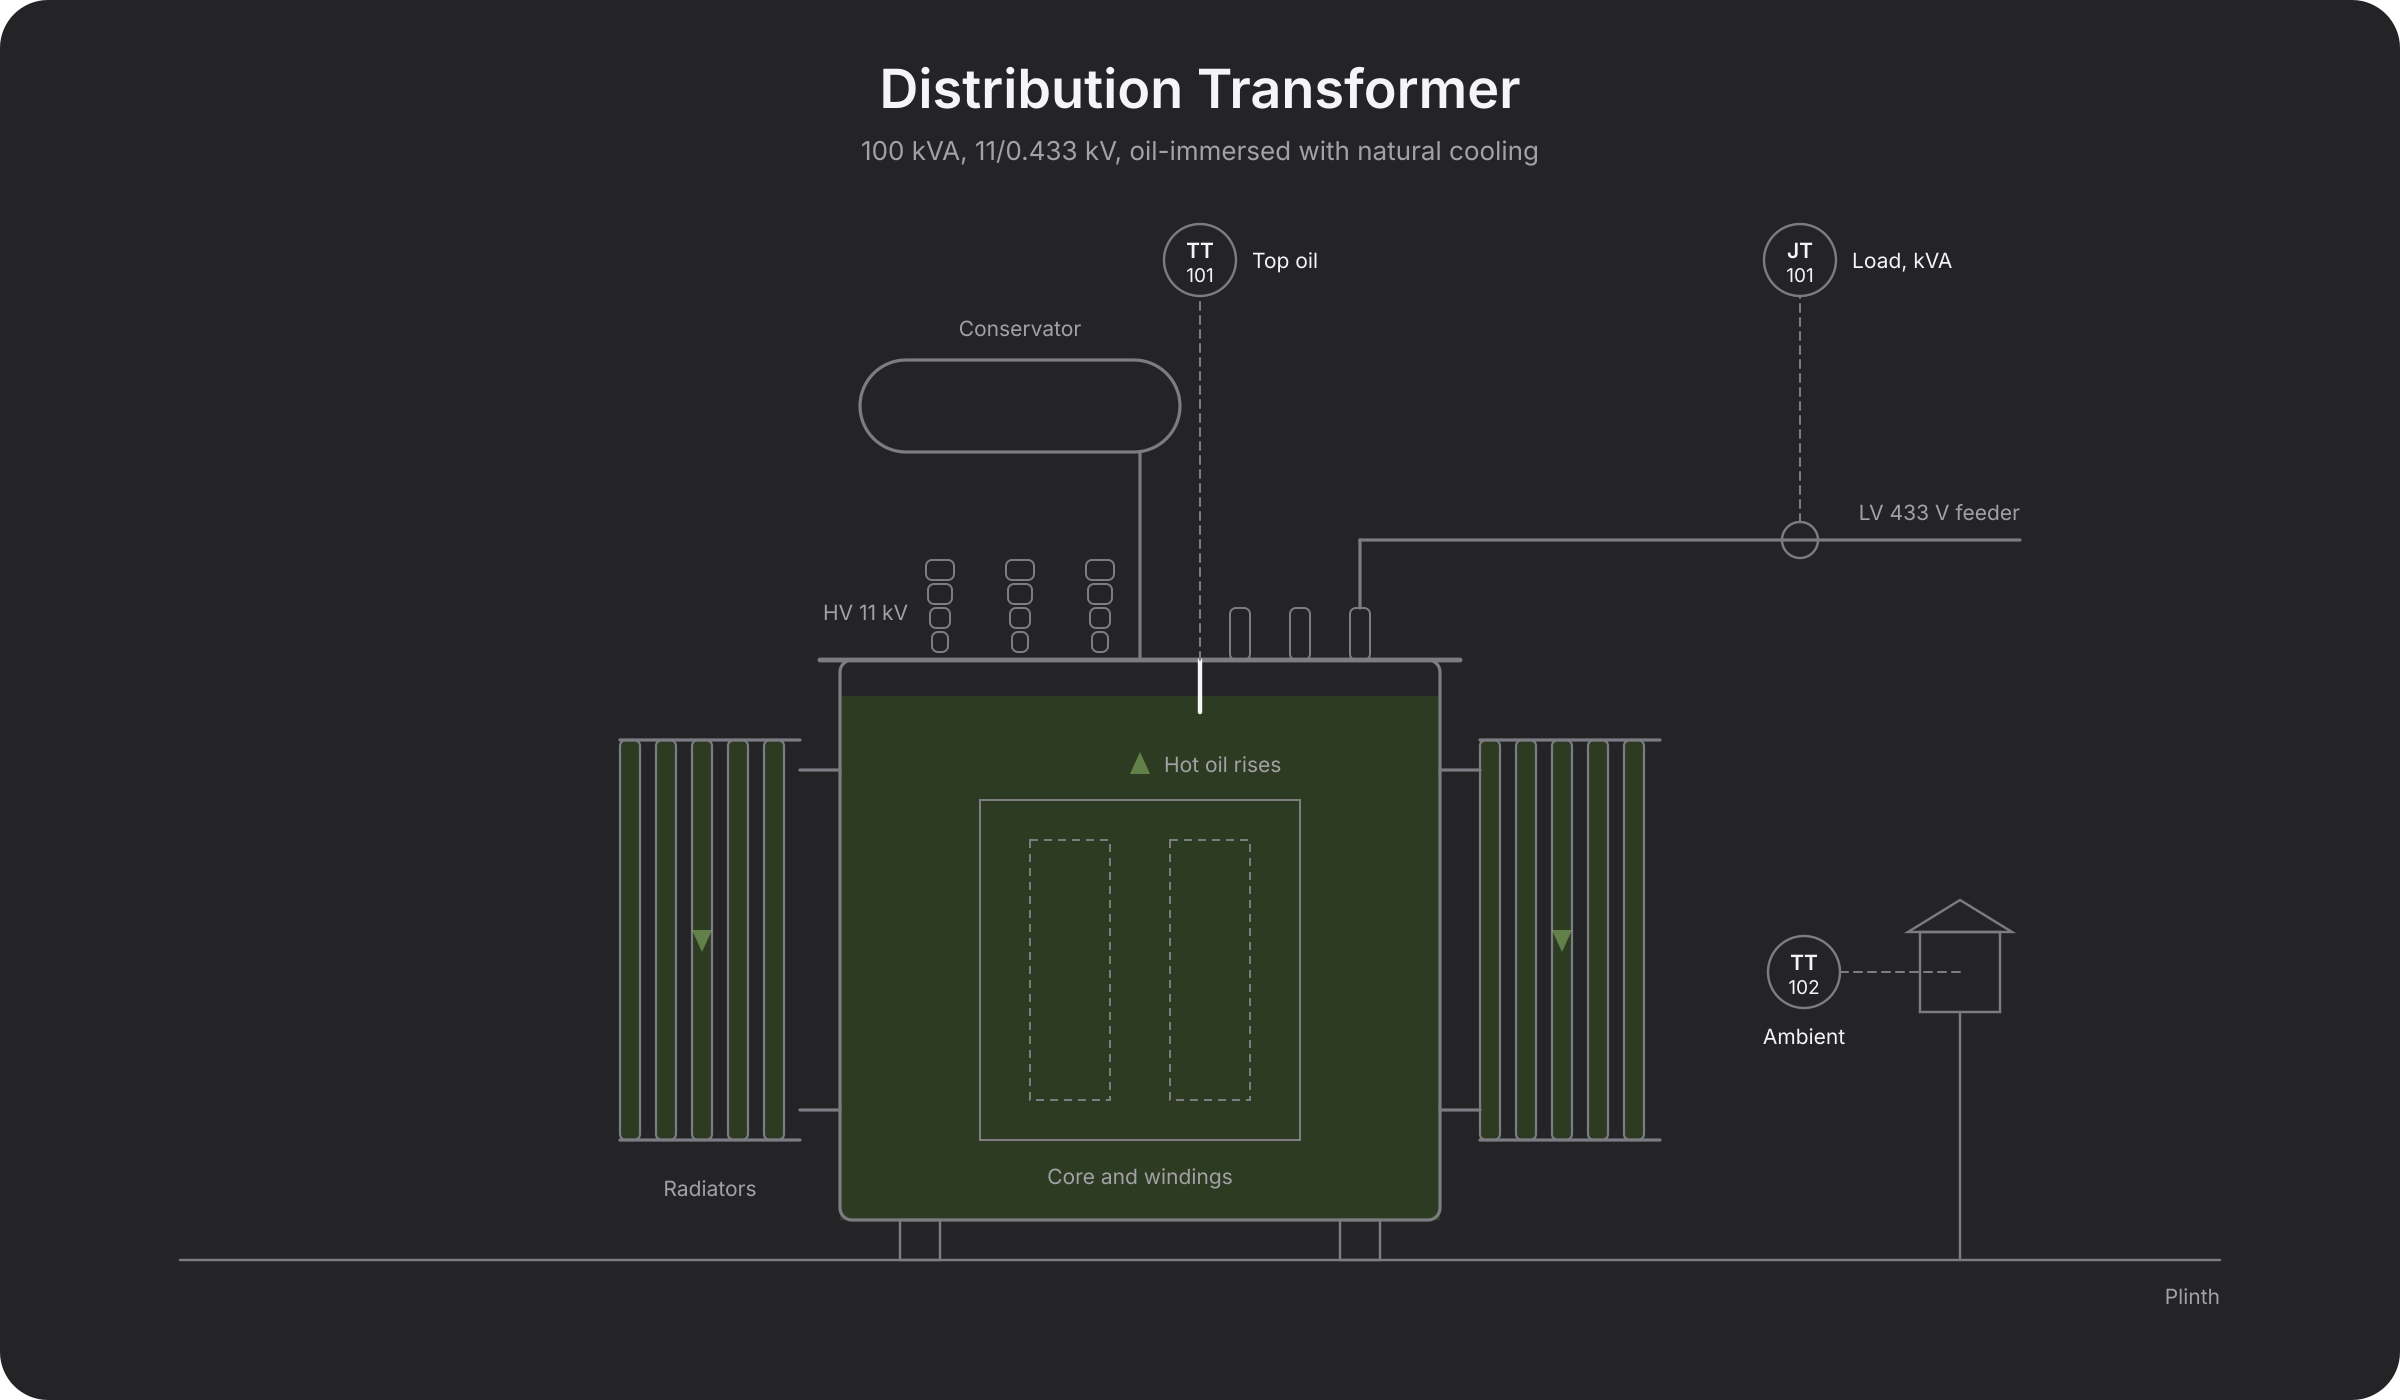 Distribution Transformer
100 kVA, 11/0.433 kV, oil-immersed with natural cooling
TT
101
Top oil
JT
101
Load, kVA
Conservator
LV 433 V feeder
HV 11 kV
Hot oil rises
TT
102
Ambient
Core and windings
Radiators
Plinth